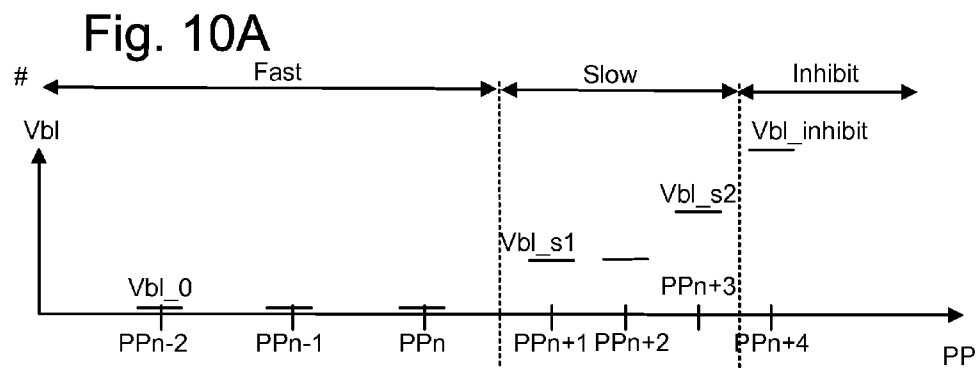 Fig. 10A
# Fast Slow Inhibit
Vbl Vbl_inhibit
Vbl_s2
Vbl_s1
Vbl_0 PPn+3
PPn-2 PPn-1 PPn PPn+1 PPn+2 PPn+4
PP